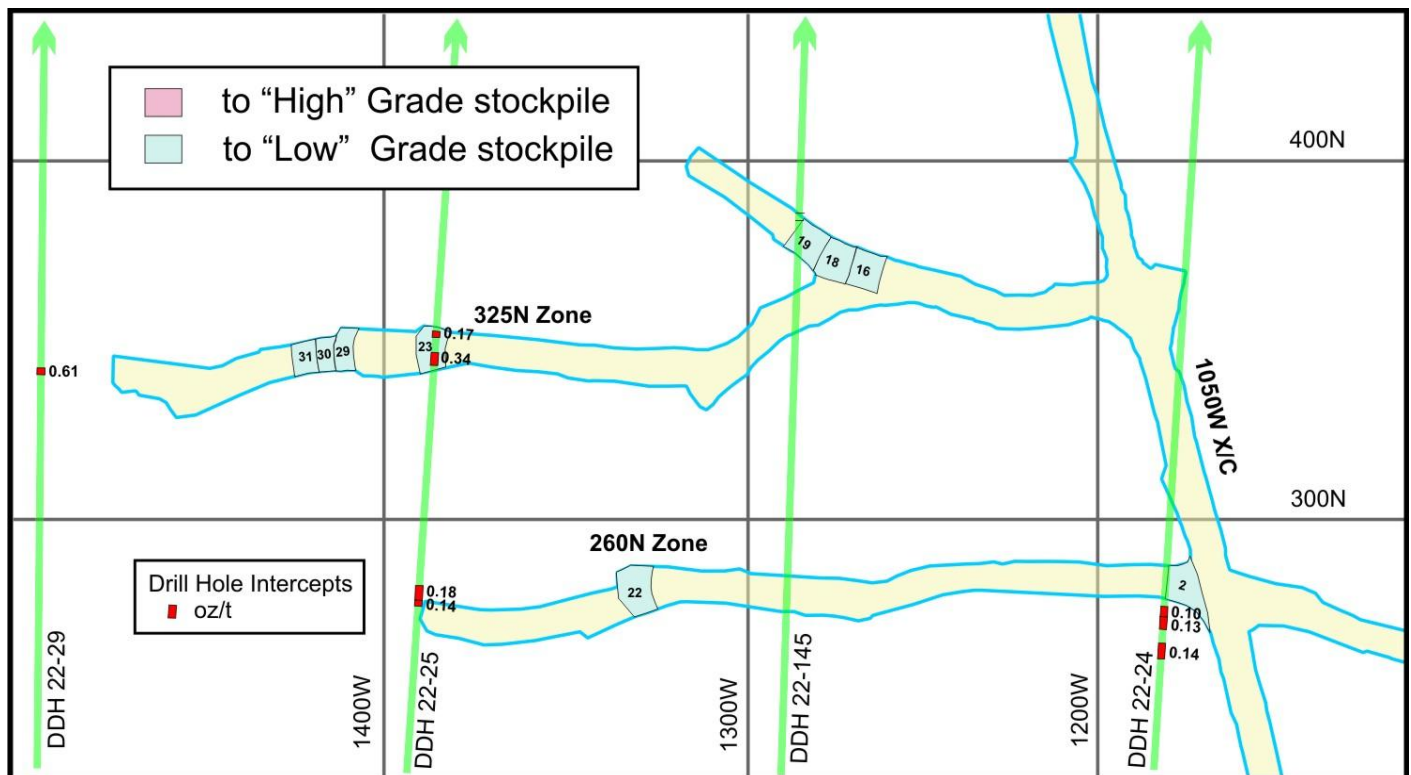 to “High” Grade stockpile
to “Low” Grade stockpile
400N
19
18
16
325N Zone
0.17
23
0.34
31
30
29
0.61
1050W X/C
300N
260N Zone
Drill Hole Intercepts
oz/t
0.18
0.14
22
2
0.10
0.13
0.14
DDH 22-29
1400W
DDH 22-25
1300W
DDH 22-145
1200W
DDH 22-24